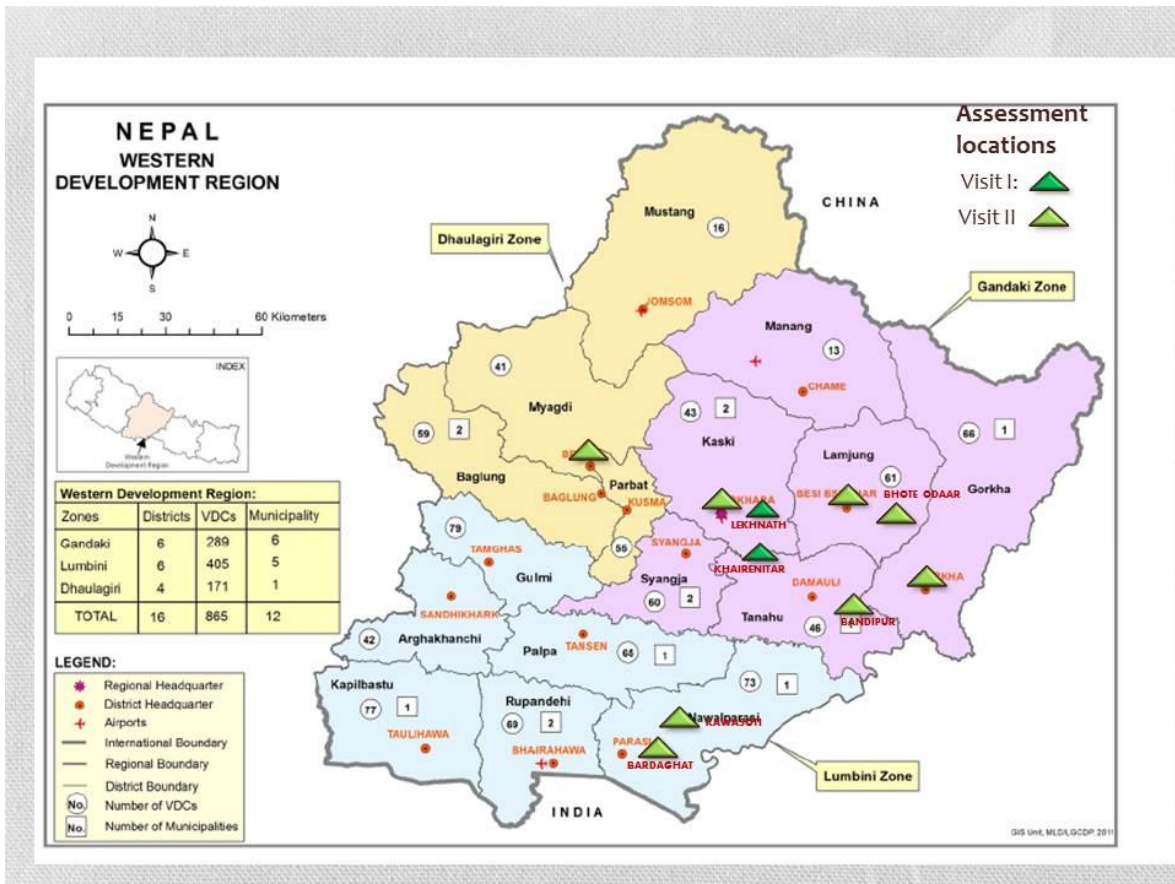 NEPAL
WESTERN
DEVELOPMENT REGION
N
W E
S
0 15 30 60 Kilometers
INDEX
Western
Development Region
Western Development Region:
Zones Districts VDCs Municipality
Gandaki 6 289 6
Lumbini 6 405 5
Dhaulagiri 4 171 1
TOTAL 16 865 12
LEGEND:
Regional Headquarter
District Headquarter
Airports
International Boundary
Regional Boundary
District Boundary
No. Number of VDCs
No. Number of Municipalities
Assessment
locations
Visit I:
Visit II
CHINA
Dhaulagiri Zone
Gandaki Zone
Lumbini Zone
INDIA
Mustang
16
JOMSOM
Manang
13
CHAME
41
Myagdi
59 2
Baglung
BAGLUNG
Parbat
KUSMA
55
43 2
Kaski
LEKHNATH
Lamjung
61
BHOTE ODAAR
66 1
Gorkha
79
TAMGHAS
Gulmi
SYANGJA
Syangja
60 2
KHAIRENITAR
DAMAULI
Tanahu
46
BANDIPUR
SANDHIKHARK
42
Arghakhanchi
TANSEN
Palpa
65 1
73 1
Kapilbastu
77 1
TAULIHAWA
Rupandehi
69 2
BHAIRAHAWA
PARASI
BARDAGHAT
GIS Unit, MLD/LGCDP,